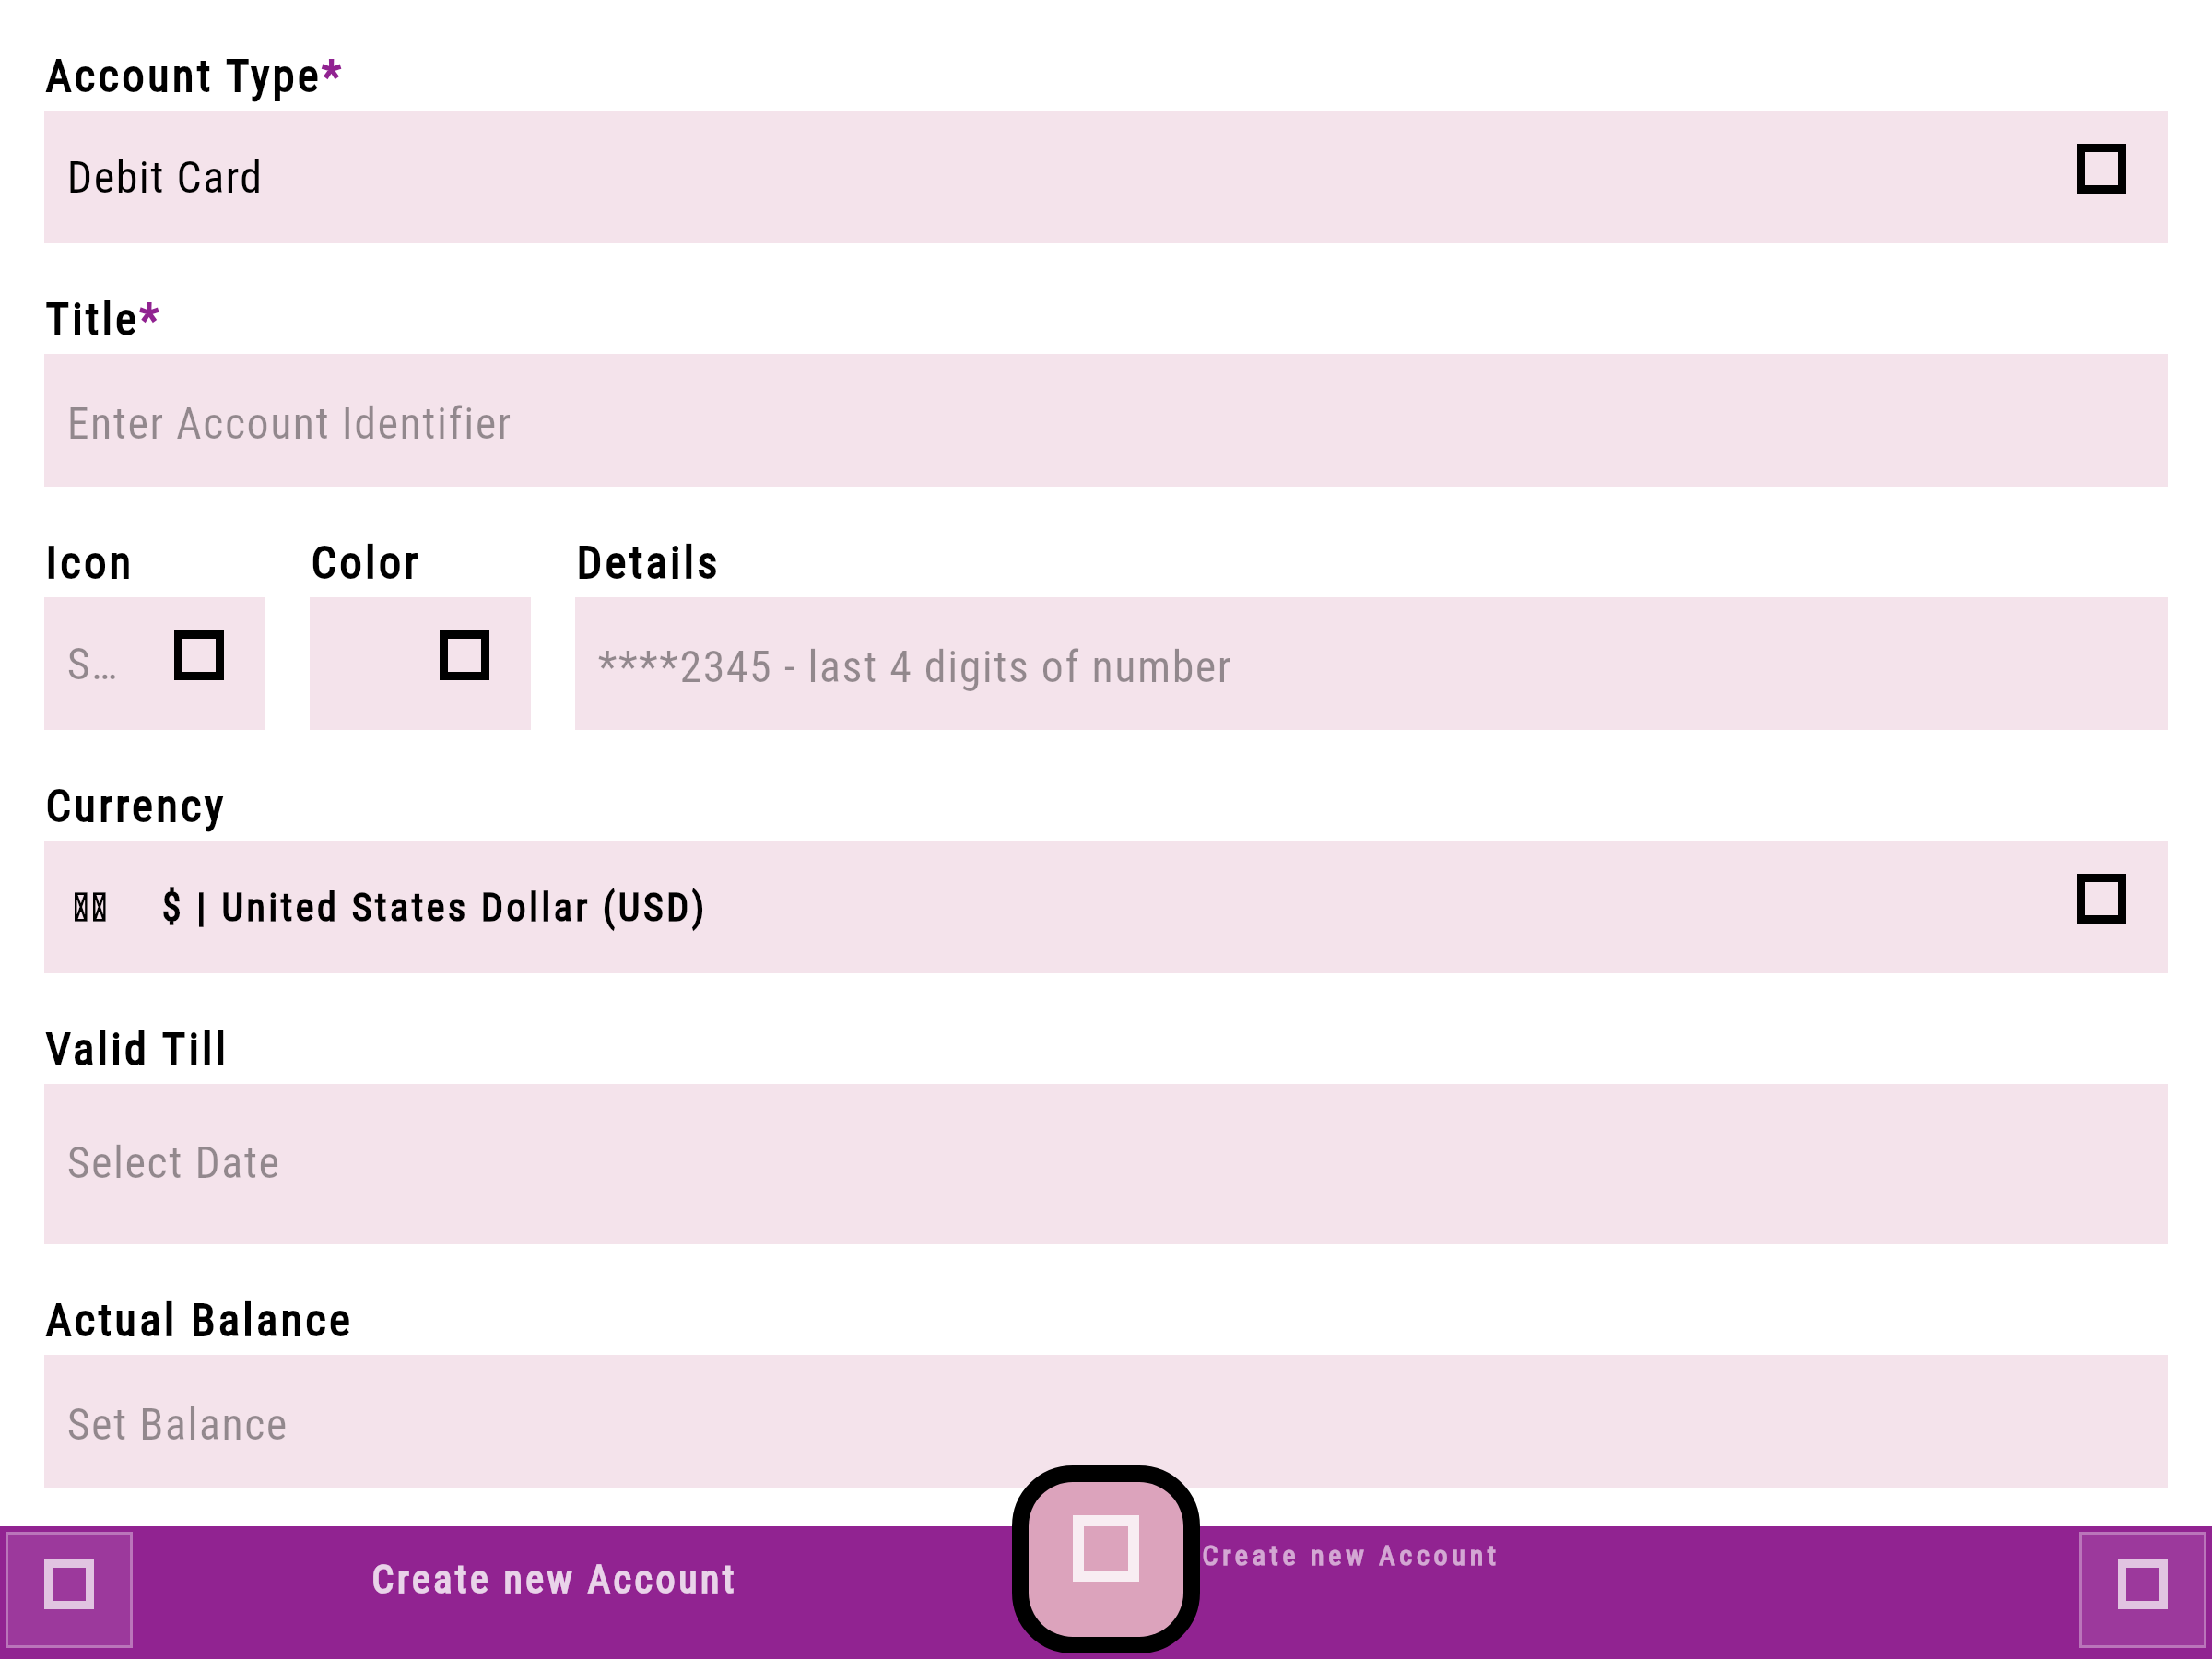 Account Type*
Debit Card
Title*
Enter Account Identifier
Icon Color Details
S… ****2345 - last 4 digits of number
Currency
$ | United States Dollar (USD)
Valid Till
Select Date
Actual Balance
Set Balance
Create new Account
Create new Account